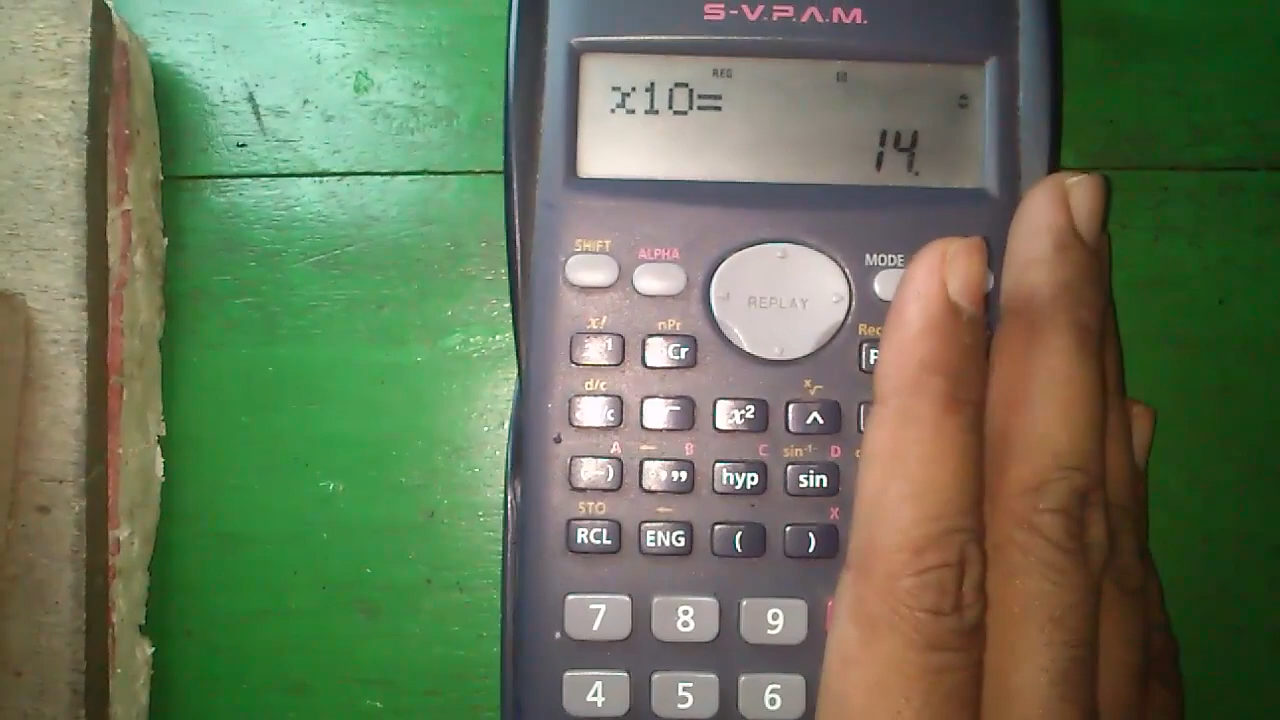 S-V.P.A.M.
REG D
x10=
14.
SHIFT ALPHA MODE
REPLAY
x! nPr
Cr
d/c x√
√ x² ^
A ← B C sin⁻¹ D
(-) °,,, hyp sin
STO ← X
RCL ENG ( )
7 8 9
4 5 6